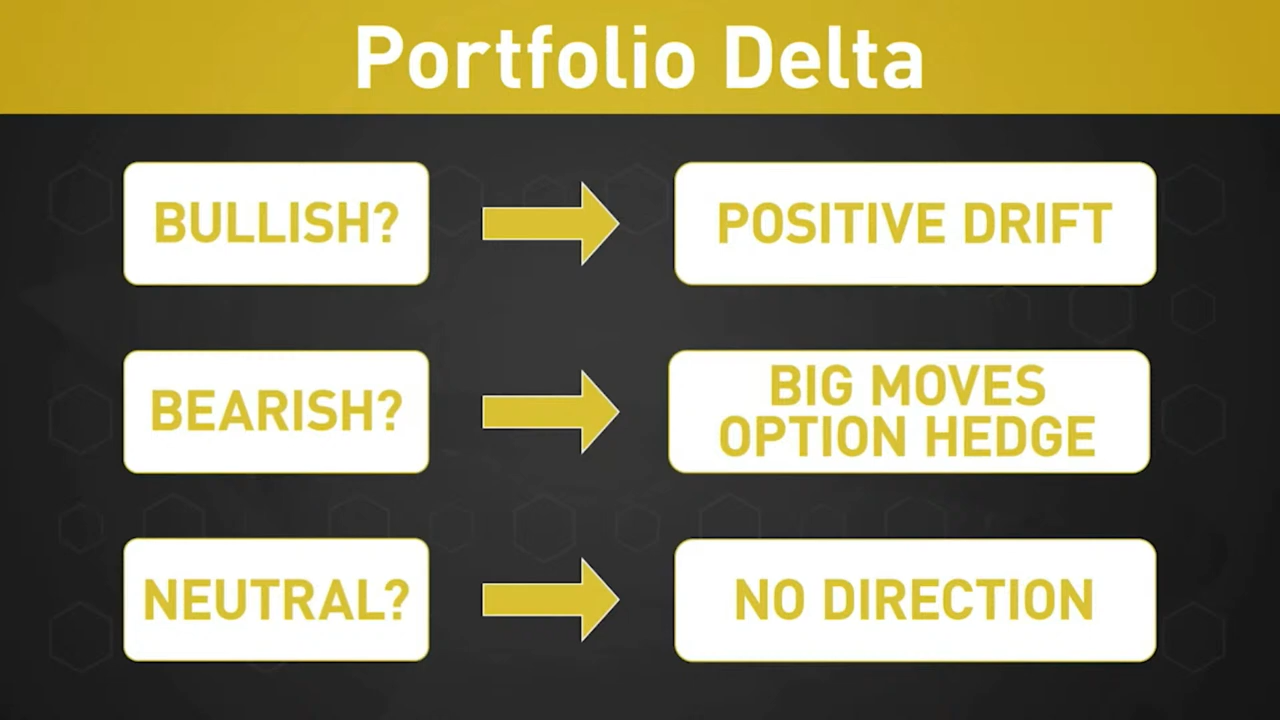 Portfolio Delta
BULLISH?
POSITIVE DRIFT
BEARISH?
BIG MOVES
OPTION HEDGE
NEUTRAL?
NO DIRECTION